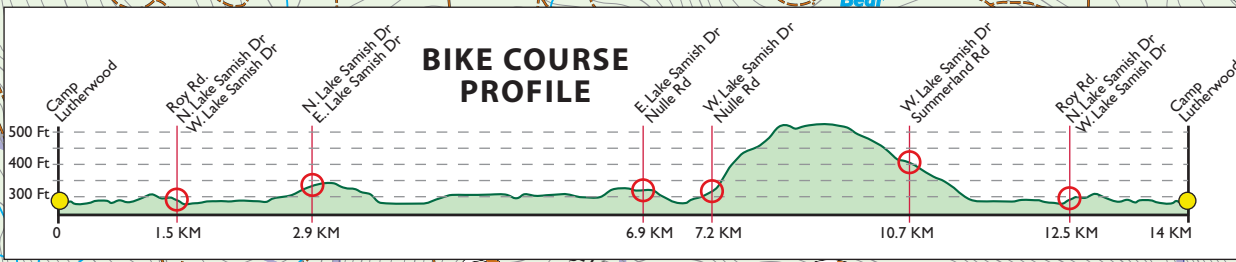 Bear
BIKE COURSE
PROFILE
Camp
Lutherwood
Roy Rd.
N. Lake Samish Dr
W. Lake Samish Dr
N. Lake Samish Dr
E. Lake Samish Dr
E. Lake Samish Dr
Nulle Rd
W. Lake Samish Dr
Nulle Rd
W. Lake Samish Dr
Summerland Rd
Roy Rd.
N. Lake Samish Dr
W. Lake Samish Dr
Camp
Lutherwood
500 Ft
400 Ft
300 Ft
0
1.5 KM
2.9 KM
6.9 KM
7.2 KM
10.7 KM
12.5 KM
14 KM